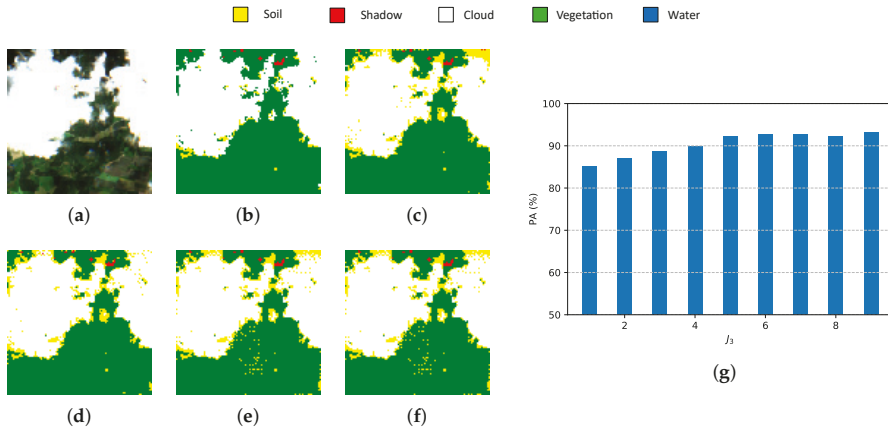 Soil Shadow Cloud Vegetation Water
(a) (b) (c)
(d) (e) (f)
100
90
80
70
60
50
PA (%)
2 4 6 8
J3
(g)